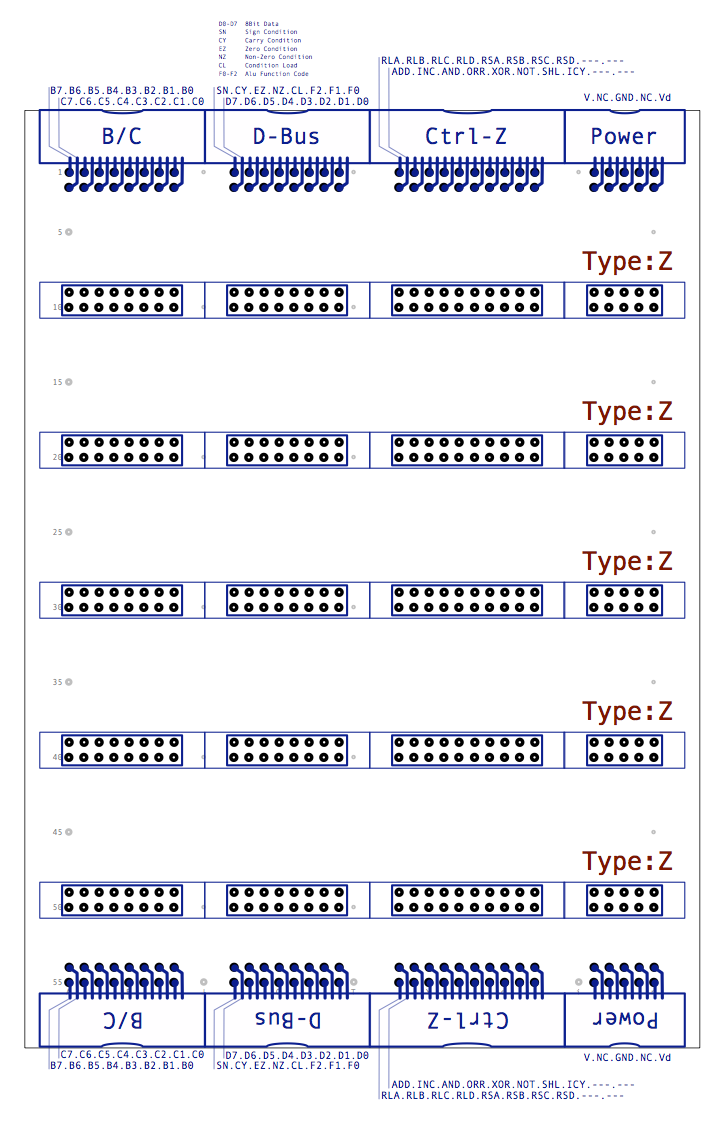 D0-D7 8Bit Data
SN Sign Condition
CY Carry Condition
EZ Zero Condition
NZ Non-Zero Condition
CL Condition Load
F0-F2 Alu Function Code
RLA.RLB.RLC.RLD.RSA.RSB.RSC.RSD.---.---
ADD.INC.AND.ORR.XOR.NOT.SHL.ICY.---.---
B7.B6.B5.B4.B3.B2.B1.B0
SN.CY.EZ.NZ.CL.F2.F1.F0
C7.C6.C5.C4.C3.C2.C1.C0
D7.D6.D5.D4.D3.D2.D1.D0
V.NC.GND.NC.Vd
B/C
D-Bus
Ctrl-Z
Power
1
5
Type:Z
10
15
Type:Z
20
25
Type:Z
30
35
Type:Z
40
45
Type:Z
50
55
B/C
D-Bus
Ctrl-Z
Power
C7.C6.C5.C4.C3.C2.C1.C0
D7.D6.D5.D4.D3.D2.D1.D0
V.NC.GND.NC.Vd
B7.B6.B5.B4.B3.B2.B1.B0
SN.CY.EZ.NZ.CL.F2.F1.F0
ADD.INC.AND.ORR.XOR.NOT.SHL.ICY.---.---
RLA.RLB.RLC.RLD.RSA.RSB.RSC.RSD.---.---